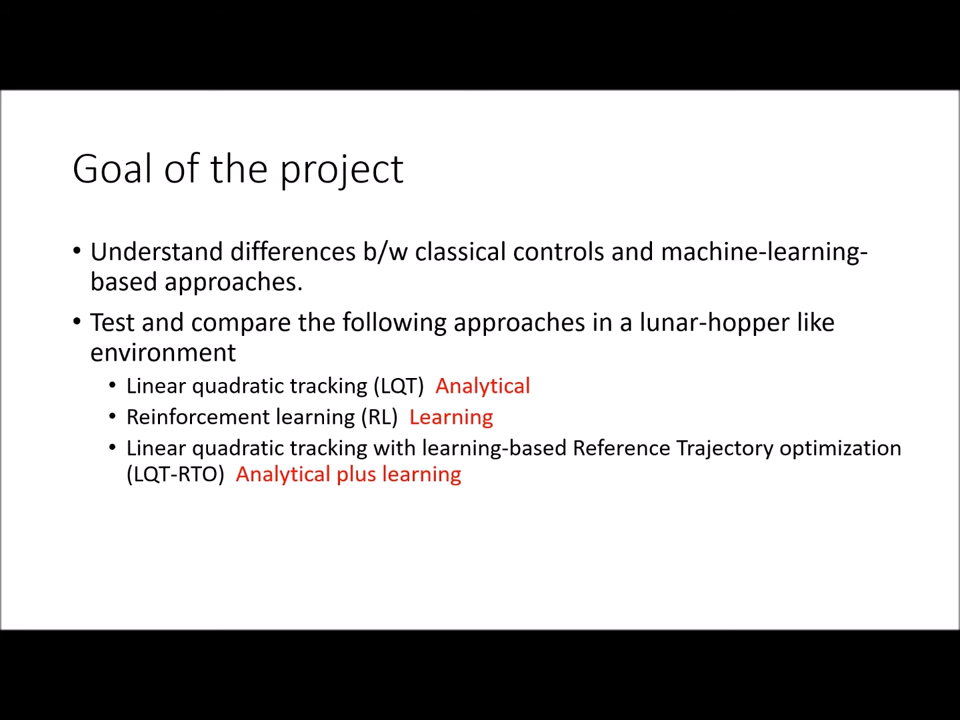 Goal of the project
• Understand differences b/w classical controls and machine-learning-
based approaches.
• Test and compare the following approaches in a lunar-hopper like
environment
• Linear quadratic tracking (LQT) Analytical
• Reinforcement learning (RL) Learning
• Linear quadratic tracking with learning-based Reference Trajectory optimization
(LQT-RTO) Analytical plus learning